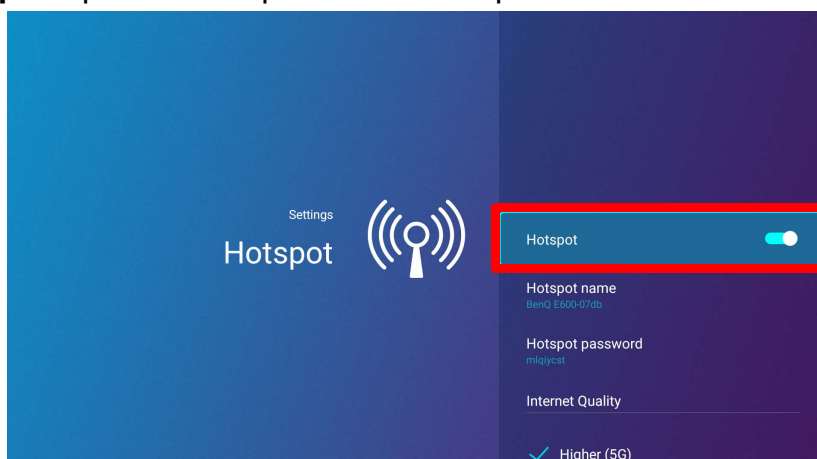 Settings
Hotspot
Hotspot
Hotspot name
BenQ E600-07db
Hotspot password
mlqiycst
Internet Quality
Higher (5G)